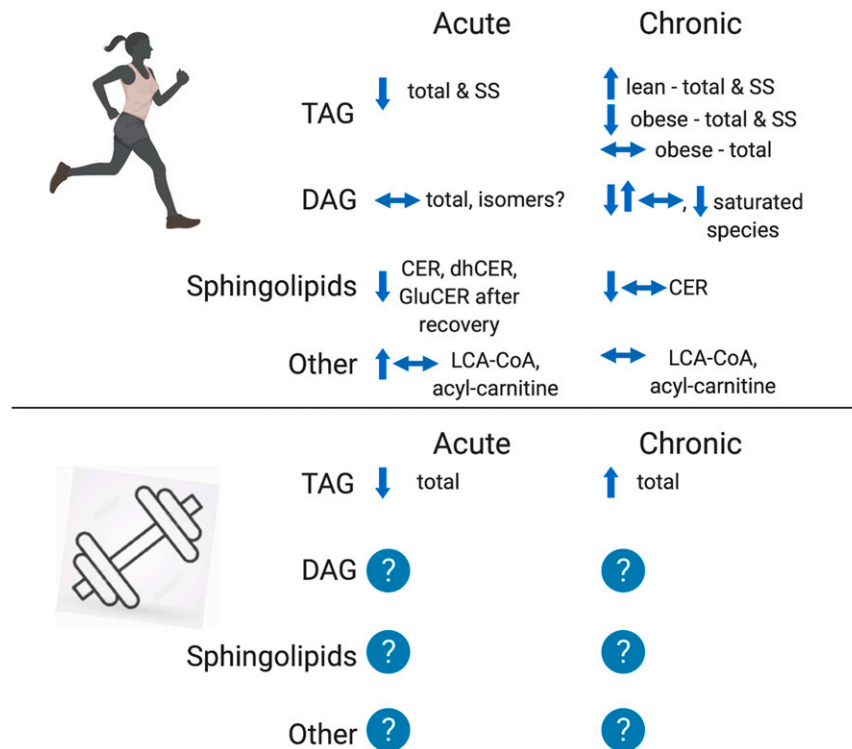 Acute Chronic
TAG
total & SS
lean - total & SS
obese - total & SS
obese - total
DAG
total, isomers?
, saturated
species
Sphingolipids
CER, dhCER,
GluCER after
recovery
CER
Other
LCA-CoA,
acyl-carnitine
LCA-CoA,
acyl-carnitine
Acute Chronic
TAG total total
DAG ? ?
Sphingolipids ? ?
Other ? ?